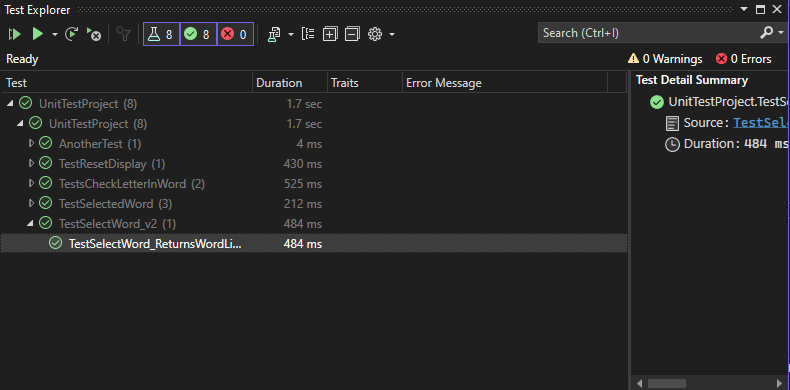 Test Explorer
8 8 0 Search (Ctrl+I)
Ready 0 Warnings 0 Errors
Test Duration Traits Error Message Test Detail Summary
UnitTestProject (8) 1.7 sec UnitTestProject.TestS
UnitTestProject (8) 1.7 sec Source: TestSel
AnotherTest (1) 4 ms Duration: 484 ms
TestResetDisplay (1) 430 ms
TestsCheckLetterInWord (2) 525 ms
TestSelectedWord (3) 212 ms
TestSelectWord_v2 (1) 484 ms
TestSelectWord_ReturnsWordLi... 484 ms